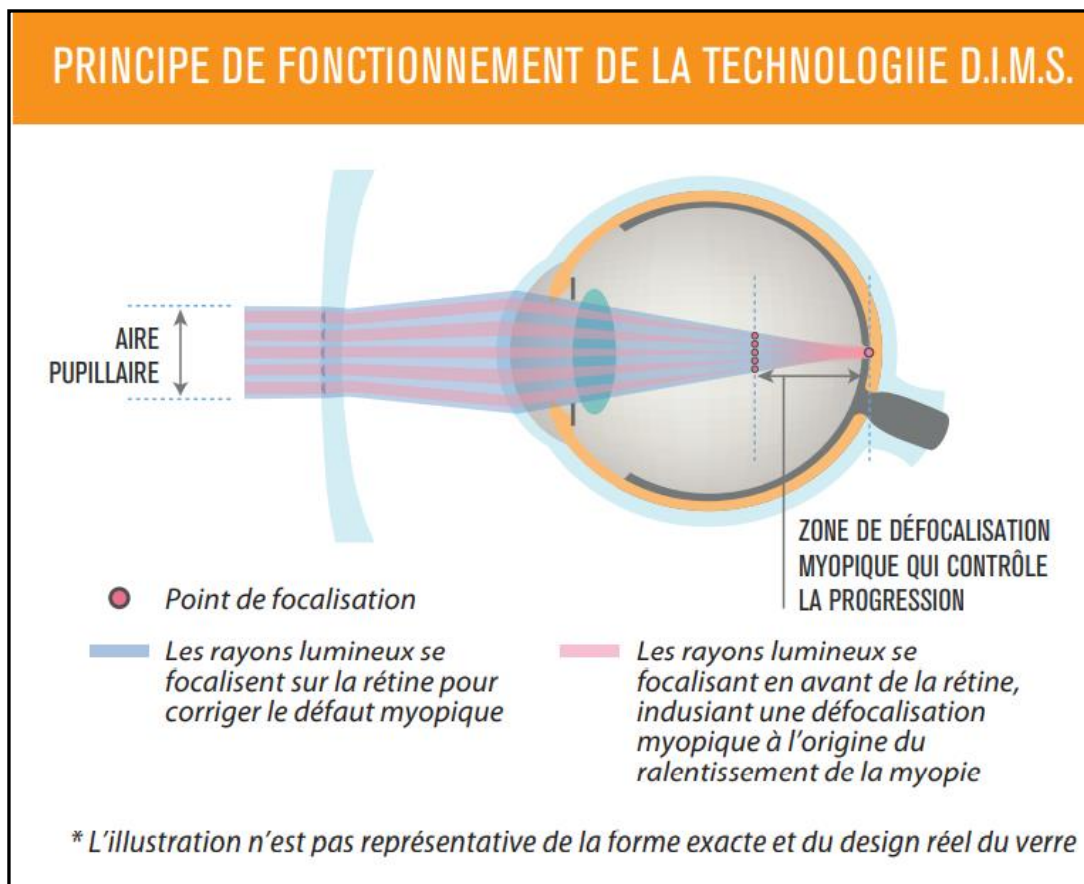 PRINCIPE DE FONCTIONNEMENT DE LA TECHNOLOGIIE D.I.M.S.
AIRE
PUPILLAIRE
ZONE DE DÉFOCALISATION
MYOPIQUE QUI CONTRÔLE
LA PROGRESSION
Point de focalisation
Les rayons lumineux se
focalisent sur la rétine pour
corriger le défaut myopique
Les rayons lumineux se
focalisant en avant de la rétine,
indusiant une défocalisation
myopique à l'origine du
ralentissement de la myopie
* L'illustration n'est pas représentative de la forme exacte et du design réel du verre